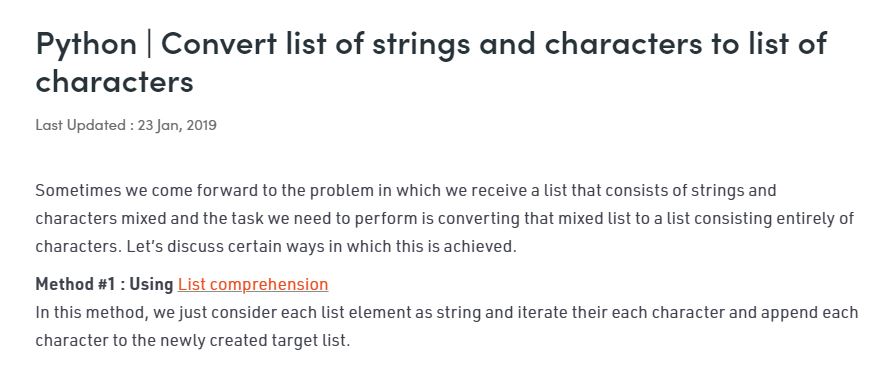 Python | Convert list of strings and characters to list of
characters
Last Updated : 23 Jan, 2019
Sometimes we come forward to the problem in which we receive a list that consists of strings and
characters mixed and the task we need to perform is converting that mixed list to a list consisting entirely of
characters. Let’s discuss certain ways in which this is achieved.
Method #1 : Using List comprehension
In this method, we just consider each list element as string and iterate their each character and append each
character to the newly created target list.